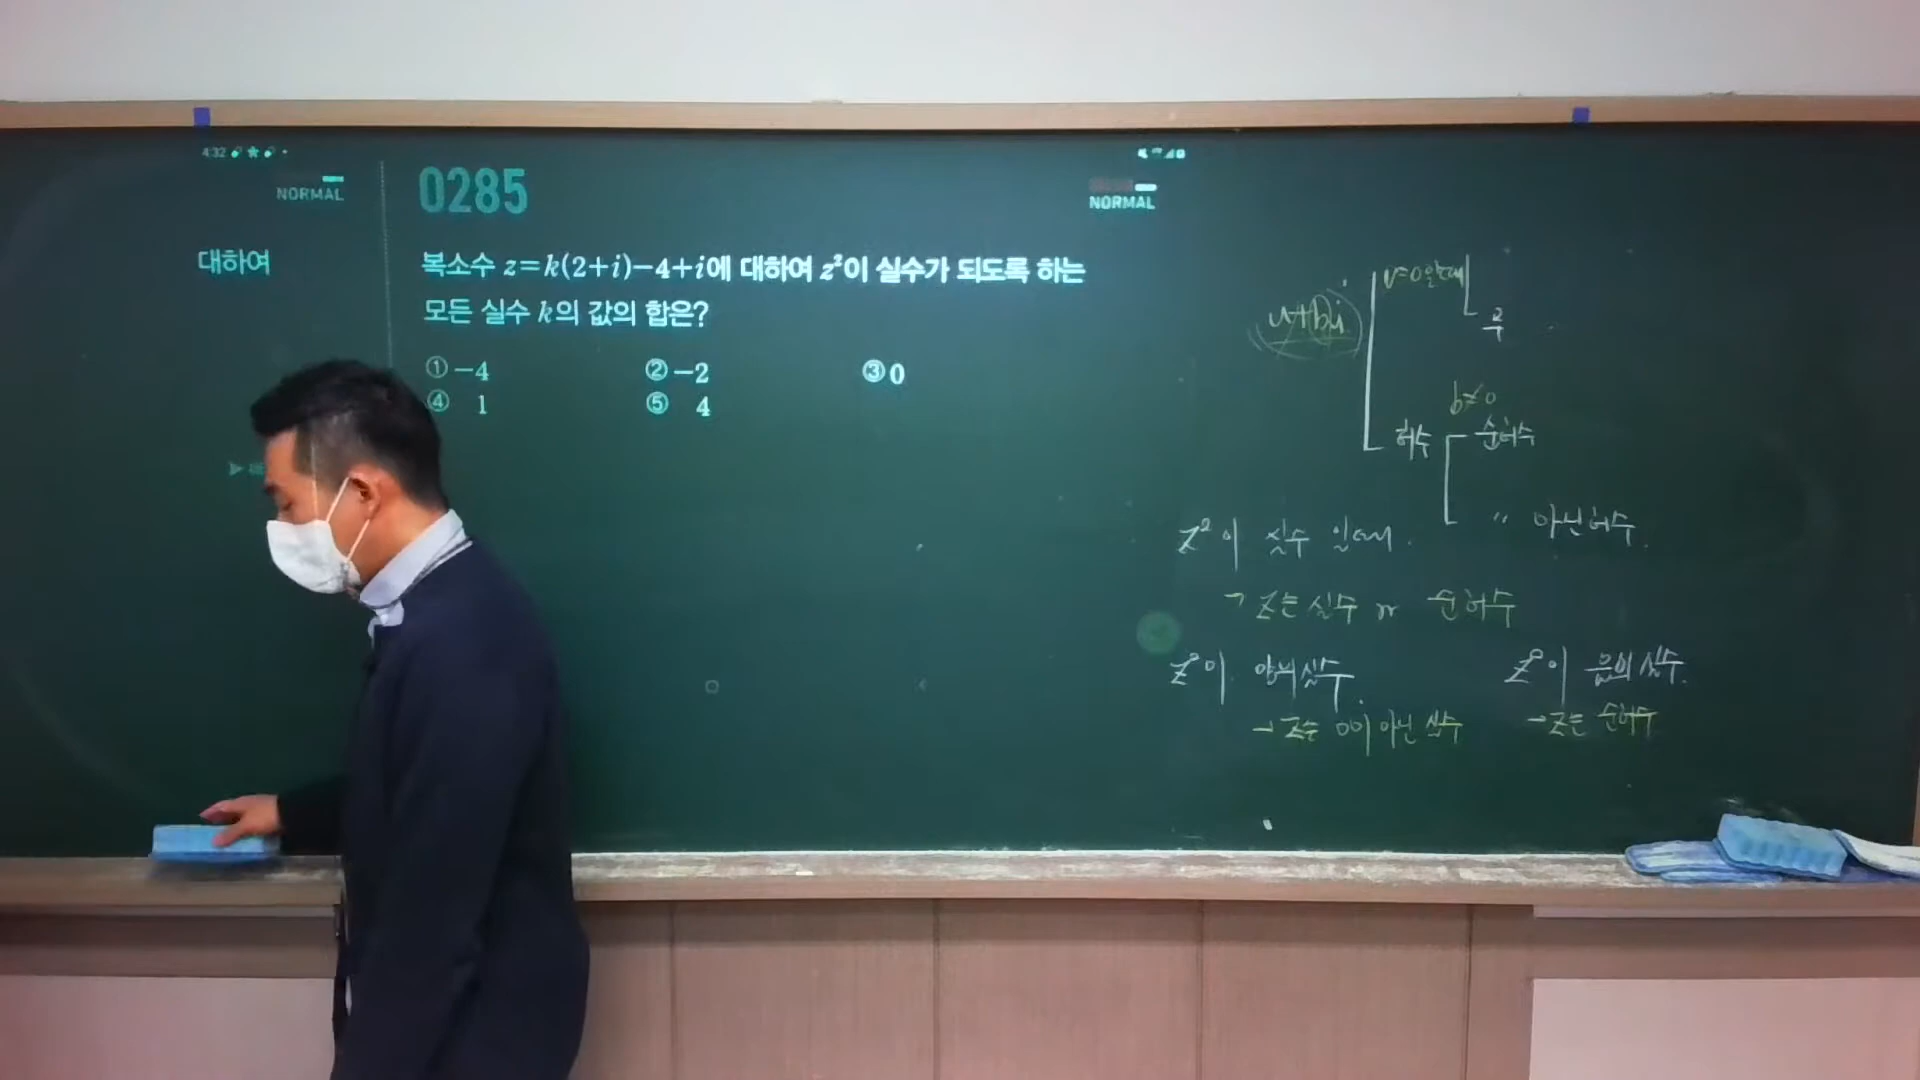 4:32
NORMAL
대하여
0285
NORMAL
복소수 z=k(2+i)-4+i에 대하여 z²이 실수가 되도록 하는
모든 실수 k의 값의 합은?
① -4 ② -2 ③ 0
④ 1 ⑤ 4
b≠0
허수 순허수
〃 아닌허수.
Z²이 실수 일때.
→ Z는 실수 or 순허수
Z²이 양의실수. Z²이 음의실수.
→ Z는 0이 아닌 실수 → Z는 순허수